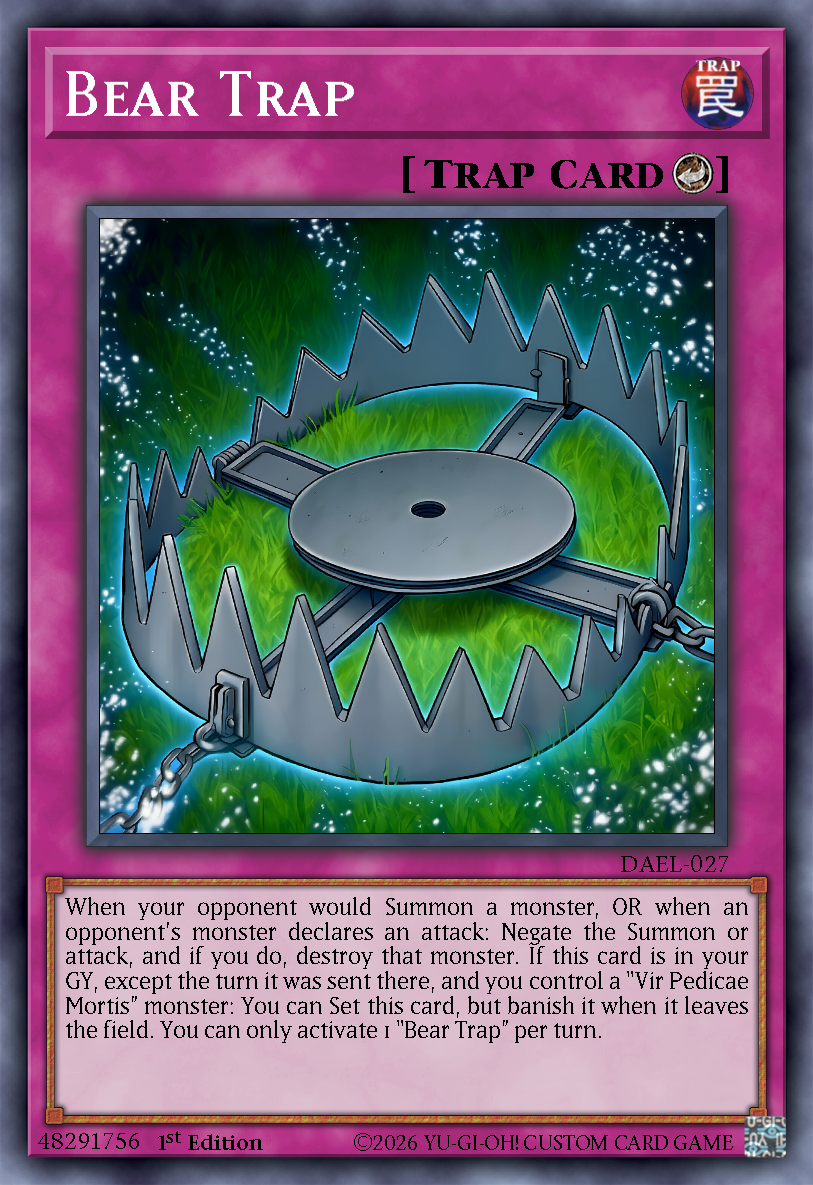 Bear Trap
TRAP
罠
[ Trap Card ]
DAEL-027
When your opponent would Summon a monster, OR when an
opponent's monster declares an attack: Negate the Summon or
attack, and if you do, destroy that monster. If this card is in your
GY, except the turn it was sent there, and you control a "Vir Pedicae
Mortis" monster: You can Set this card, but banish it when it leaves
the field. You can only activate 1 "Bear Trap" per turn.
48291756 1st Edition ©2026 YU-GI-OH! CUSTOM CARD GAME